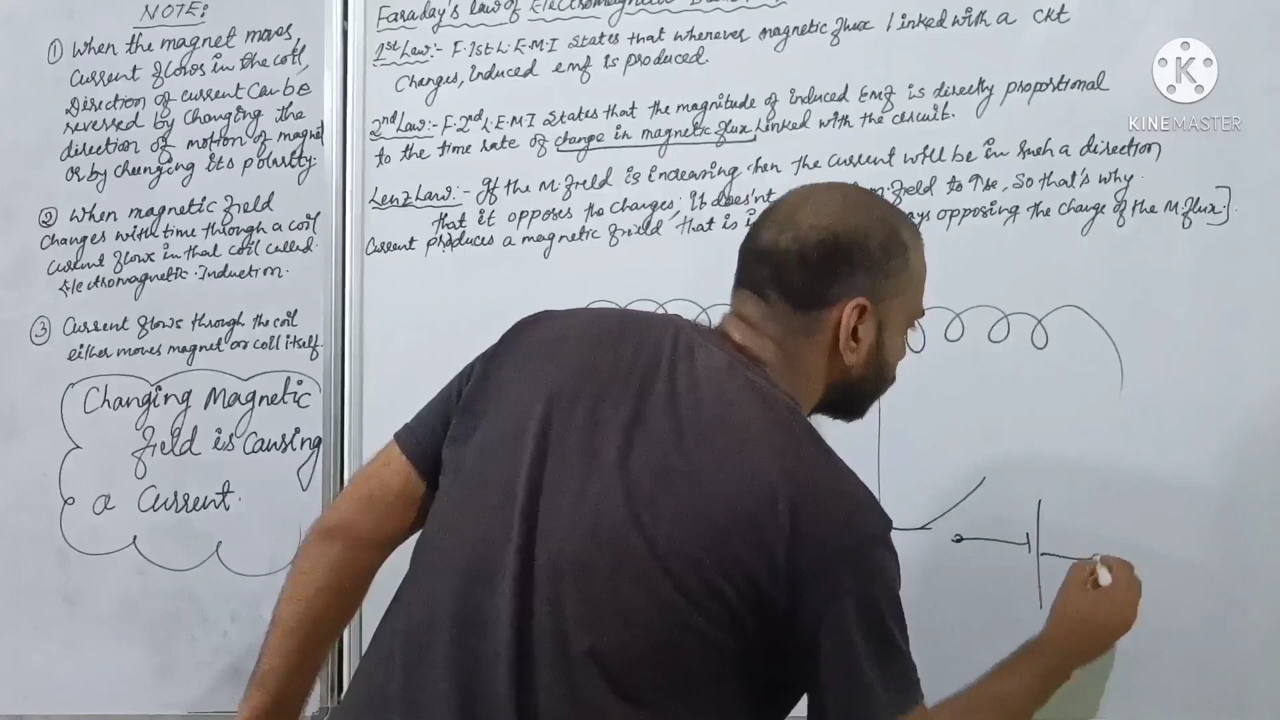 NOTE:
① When the magnet moves,
Current flows in the coil,
Direction of current can be
reversed by changing the
direction of motion of magnet
or by changing its polarity.
② When magnetic field
changes with time through a coil
current flows in that coil called
Electromagnetic Induction.
③ Current flows through the coil
either moves magnet or coil itself.
Changing Magnetic
field is causing
a Current.
Faraday's law of Electromagnetic
1st Law:- F.1st.L.E.M.I states that whenever magnetic flux linked with a ckt
Changes, induced emf is produced.
2nd Law:- F.2nd.L.E.M.I states that the magnitude of induced Emf is directly proportional
to the time rate of change in magnetic flux linked with the circuit.
Lenz Law:- If the M.field is increasing then the current will be in such a direction
that it opposes the changes; It does'nt field to rse, So that's why
Current produces a magnetic field that is opposing the change of the M.flux.]
K
KINEMASTER